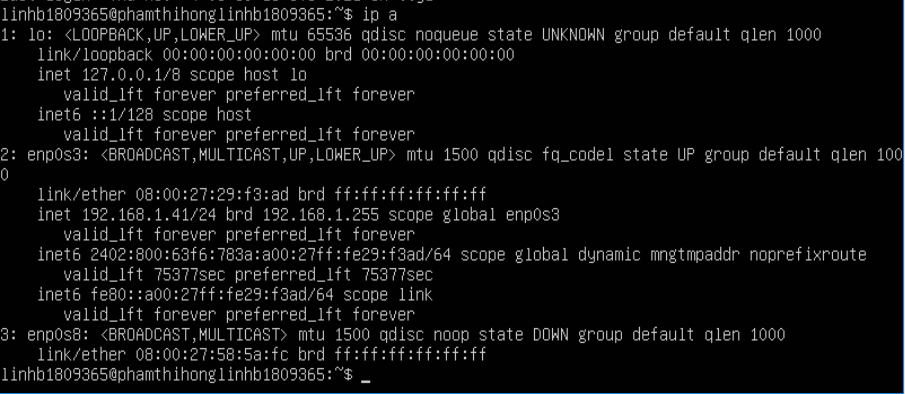 linhb1809365@phamthihonglinhb1809365:~$ ip a
1: lo: <LOOPBACK,UP,LOWER_UP> mtu 65536 qdisc noqueue state UNKNOWN group default qlen 1000
    link/loopback 00:00:00:00:00:00 brd 00:00:00:00:00:00
    inet 127.0.0.1/8 scope host lo
       valid_lft forever preferred_lft forever
    inet6 ::1/128 scope host
       valid_lft forever preferred_lft forever
2: enp0s3: <BROADCAST,MULTICAST,UP,LOWER_UP> mtu 1500 qdisc fq_codel state UP group default qlen 100
0
    link/ether 08:00:27:29:f3:ad brd ff:ff:ff:ff:ff:ff
    inet 192.168.1.41/24 brd 192.168.1.255 scope global enp0s3
       valid_lft forever preferred_lft forever
    inet6 2402:800:63f6:783a:a00:27ff:fe29:f3ad/64 scope global dynamic mngtmpaddr noprefixroute
       valid_lft 75377sec preferred_lft 75377sec
    inet6 fe80::a00:27ff:fe29:f3ad/64 scope link
       valid_lft forever preferred_lft forever
3: enp0s8: <BROADCAST,MULTICAST> mtu 1500 qdisc noop state DOWN group default qlen 1000
    link/ether 08:00:27:58:5a:fc brd ff:ff:ff:ff:ff:ff
linhb1809365@phamthihonglinhb1809365:~$ _